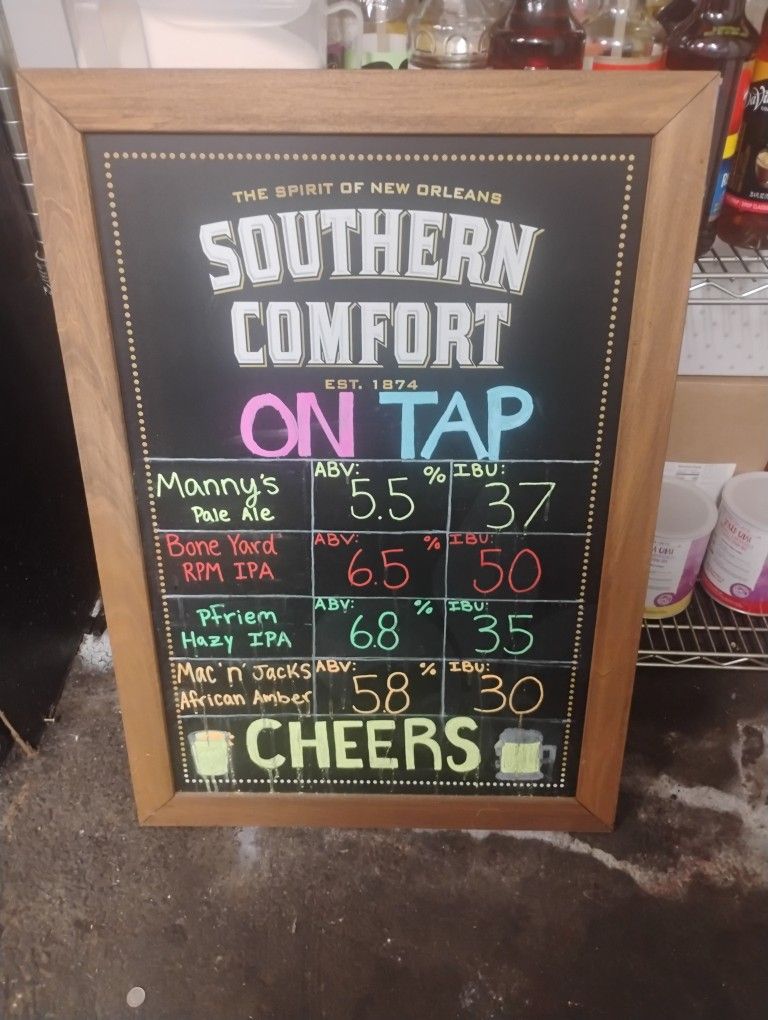 THE SPIRIT OF NEW ORLEANS
SOUTHERN
COMFORT
EST. 1874
ON TAP
Manny's Pale Ale ABV: 5.5 % IBU: 37
Bone Yard RPM IPA ABV: 6.5 % IBU: 50
Pfriem Hazy IPA ABV: 6.8 % IBU: 35
Mac 'n' Jacks African Amber ABV: 5.8 % IBU: 30
CHEERS